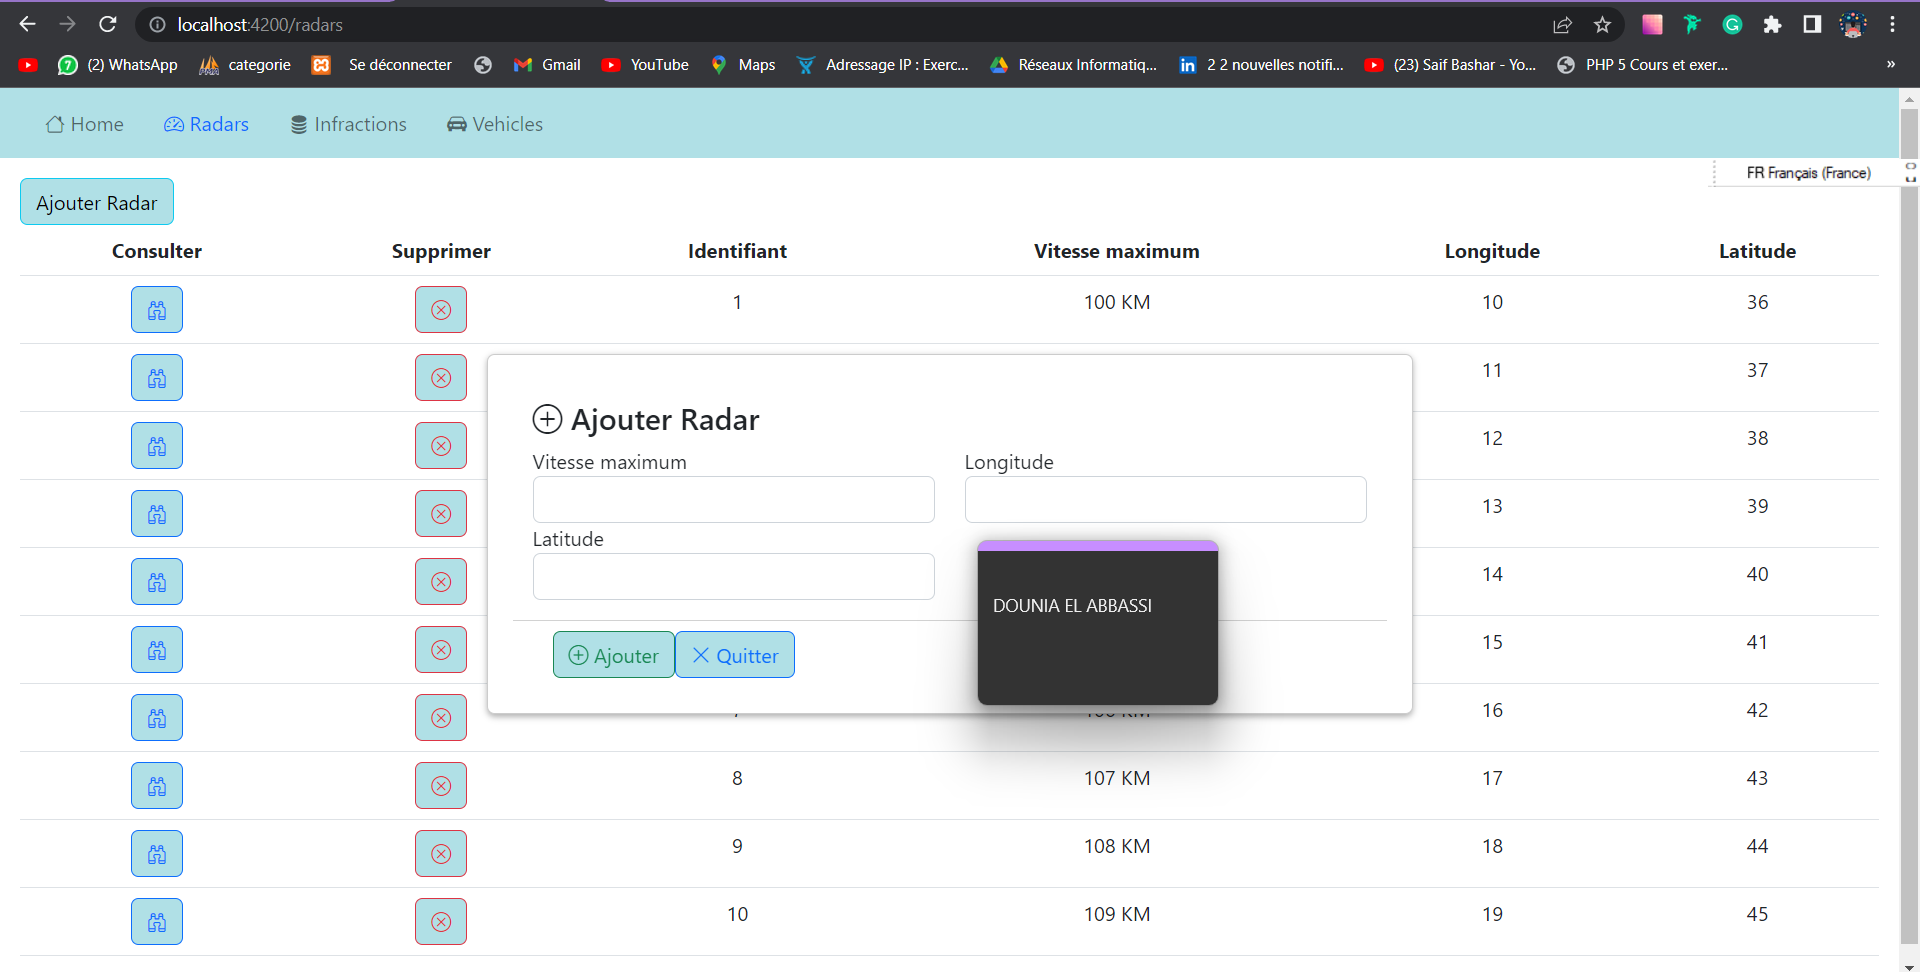 localhost:4200/radars
7 (2) WhatsApp categorie Se déconnecter Gmail YouTube Maps Adressage IP : Exerc... Réseaux Informatiq... in 2 2 nouvelles notifi... (23) Saif Bashar - Yo... PHP 5 Cours et exer... »
Home Radars Infractions Vehicles
FR Français (France)
Ajouter Radar
Consulter Supprimer Identifiant Vitesse maximum Longitude Latitude
1 100 KM 10 36
11 37
12 38
13 39
14 40
15 41
16 42
8 107 KM 17 43
9 108 KM 18 44
10 109 KM 19 45
Ajouter Radar
Vitesse maximum Longitude
Latitude
DOUNIA EL ABBASSI
Ajouter Quitter